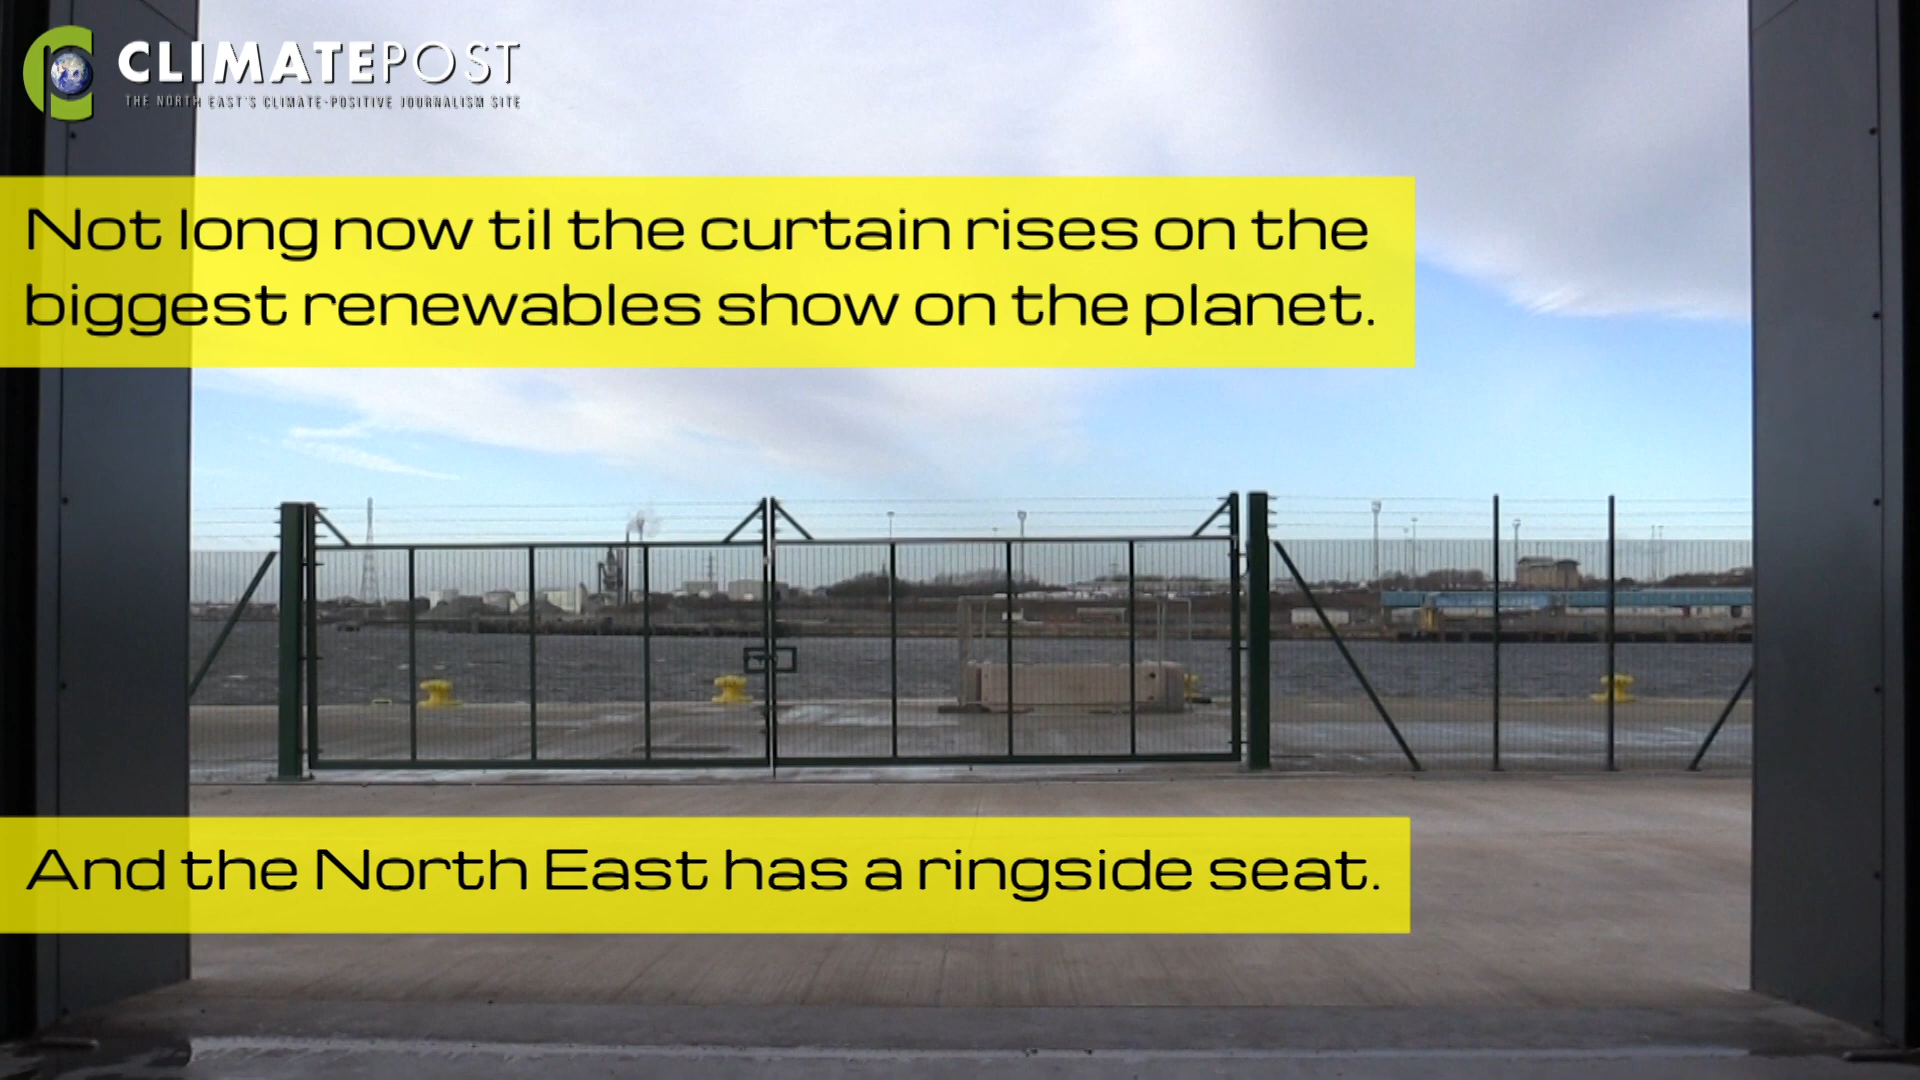 CLIMATEPOST
THE NORTH EAST'S CLIMATE-POSITIVE JOURNALISM SITE
Not long now til the curtain rises on the
biggest renewables show on the planet.
And the North East has a ringside seat.